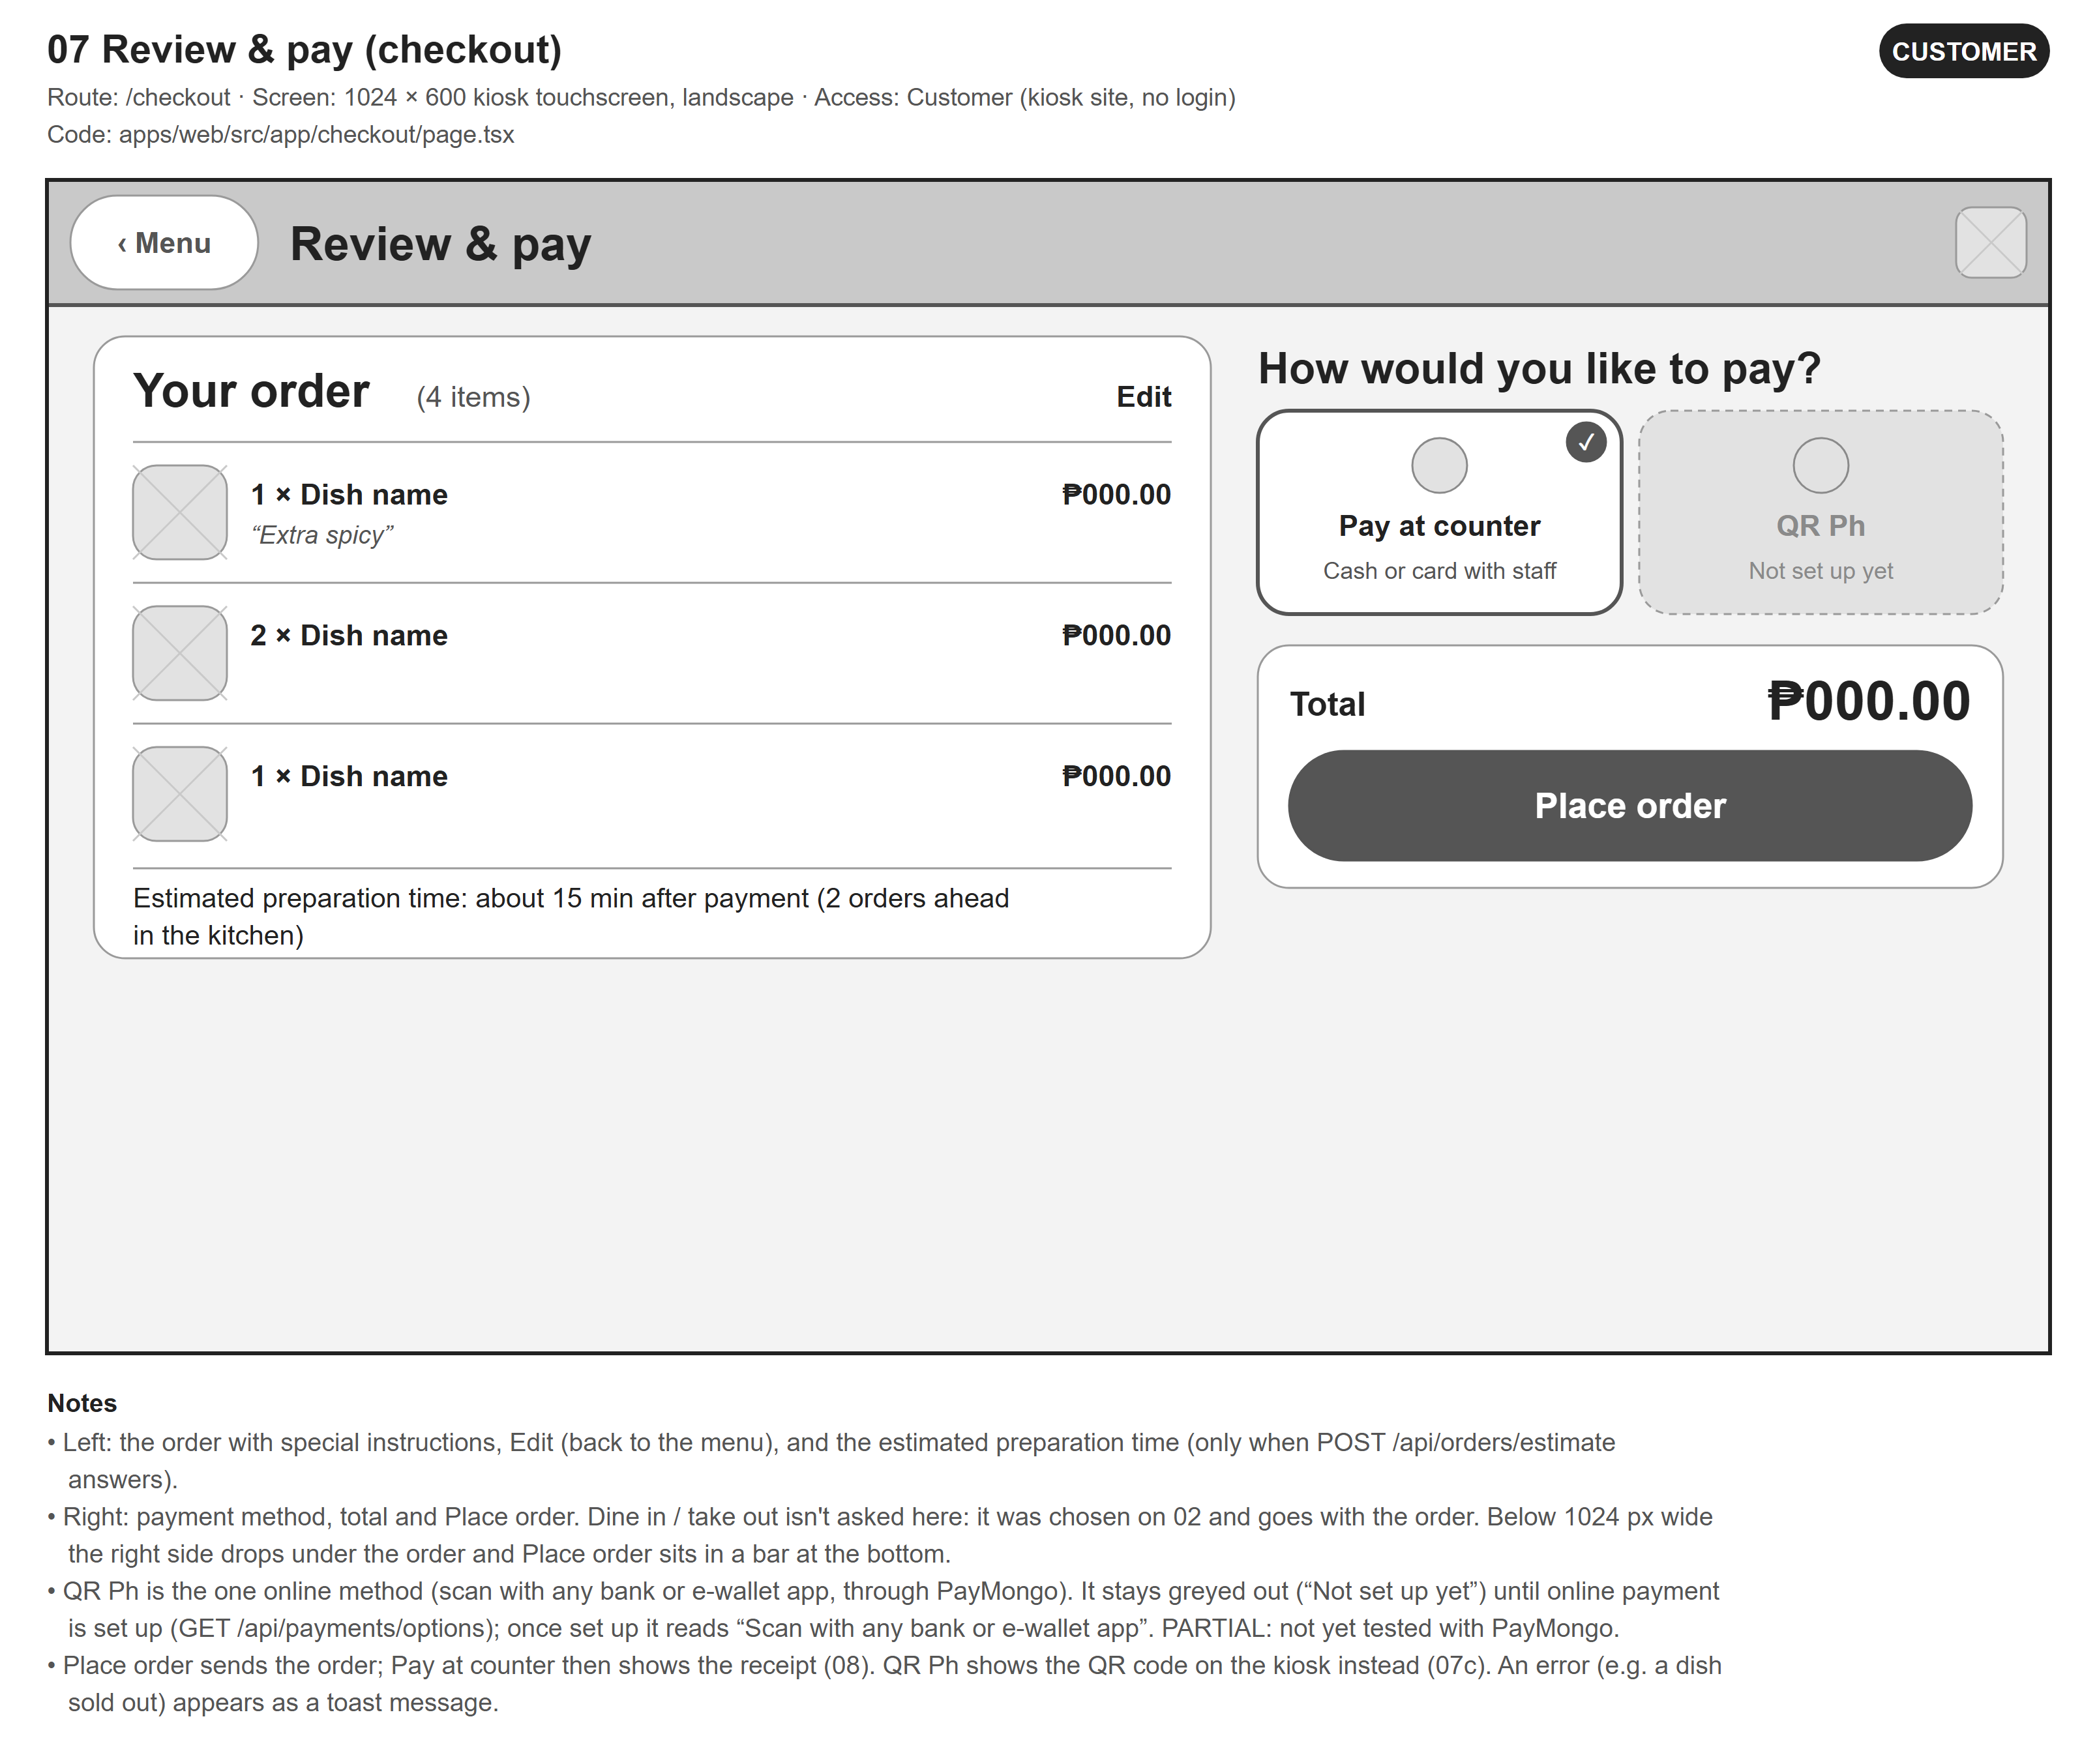 07 Review & pay (checkout)
CUSTOMER
Route: /checkout · Screen: 1024 × 600 kiosk touchscreen, landscape · Access: Customer (kiosk site, no login)
Code: apps/web/src/app/checkout/page.tsx
‹ Menu
Review & pay
Your order (4 items)
Edit
1 × Dish name ₱000.00
“Extra spicy”
2 × Dish name ₱000.00
1 × Dish name ₱000.00
Estimated preparation time: about 15 min after payment (2 orders ahead
in the kitchen)
How would you like to pay?
✓
Pay at counter
Cash or card with staff
QR Ph
Not set up yet
Total ₱000.00
Place order
Notes
• Left: the order with special instructions, Edit (back to the menu), and the estimated preparation time (only when POST /api/orders/estimate
answers).
• Right: payment method, total and Place order. Dine in / take out isn't asked here: it was chosen on 02 and goes with the order. Below 1024 px wide
the right side drops under the order and Place order sits in a bar at the bottom.
• QR Ph is the one online method (scan with any bank or e-wallet app, through PayMongo). It stays greyed out (“Not set up yet”) until online payment
is set up (GET /api/payments/options); once set up it reads “Scan with any bank or e-wallet app”. PARTIAL: not yet tested with PayMongo.
• Place order sends the order; Pay at counter then shows the receipt (08). QR Ph shows the QR code on the kiosk instead (07c). An error (e.g. a dish
sold out) appears as a toast message.